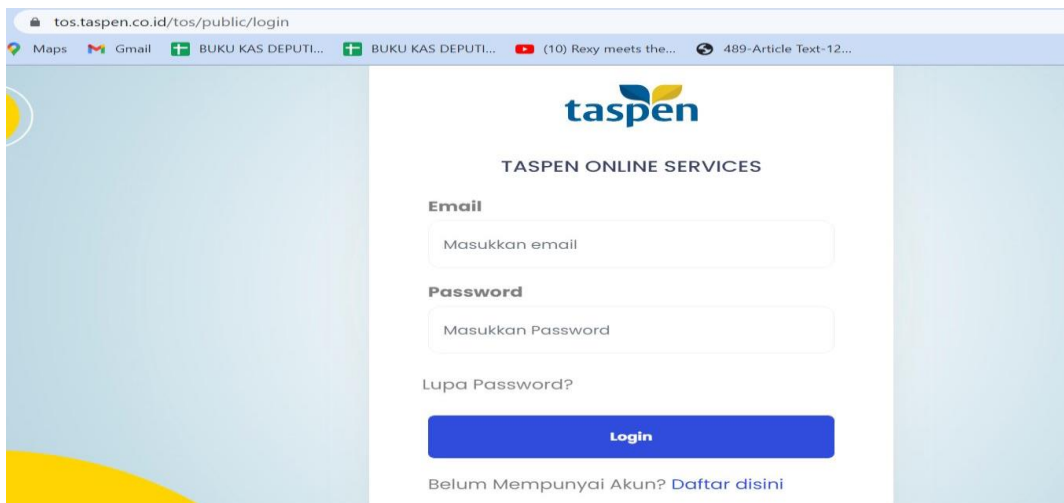 tos.taspen.co.id/tos/public/login
Maps Gmail BUKU KAS DEPUTI... BUKU KAS DEPUTI... (10) Rexy meets the... 489-Article Text-12...
taspen
TASPEN ONLINE SERVICES
Email
Masukkan email
Password
Masukkan Password
Lupa Password?
Login
Belum Mempunyai Akun? Daftar disini